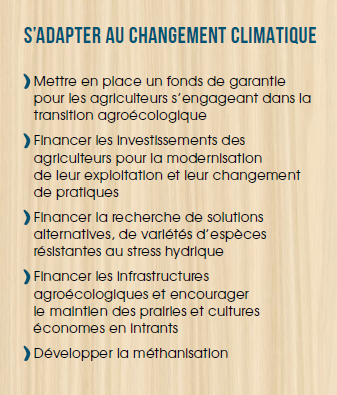 S'ADAPTER AU CHANGEMENT CLIMATIQUE
❫ Mettre en place un fonds de garantie
pour les agriculteurs s'engageant dans la
transition agroécologique
❫ Financer les investissements des
agriculteurs pour la modernisation
de leur exploitation et leur changement
de pratiques
❫ Financer la recherche de solutions
alternatives, de variétés d'espèces
résistantes au stress hydrique
❫ Financer les infrastructures
agroécologiques et encourager
le maintien des prairies et cultures
économes en intrants
❫ Développer la méthanisation